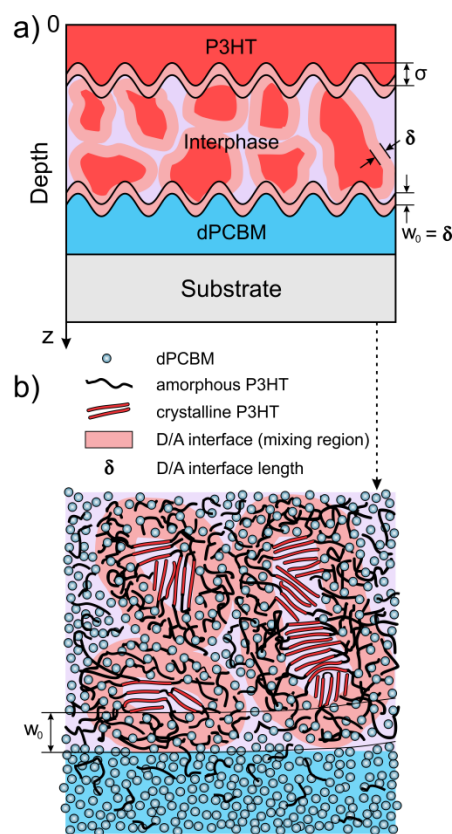 a)
0
P3HT
σ
Interphase
δ
Depth
w₀ = δ
dPCBM
Substrate
z
dPCBM
b)
amorphous P3HT
crystalline P3HT
D/A interface (mixing region)
δ D/A interface length
w₀